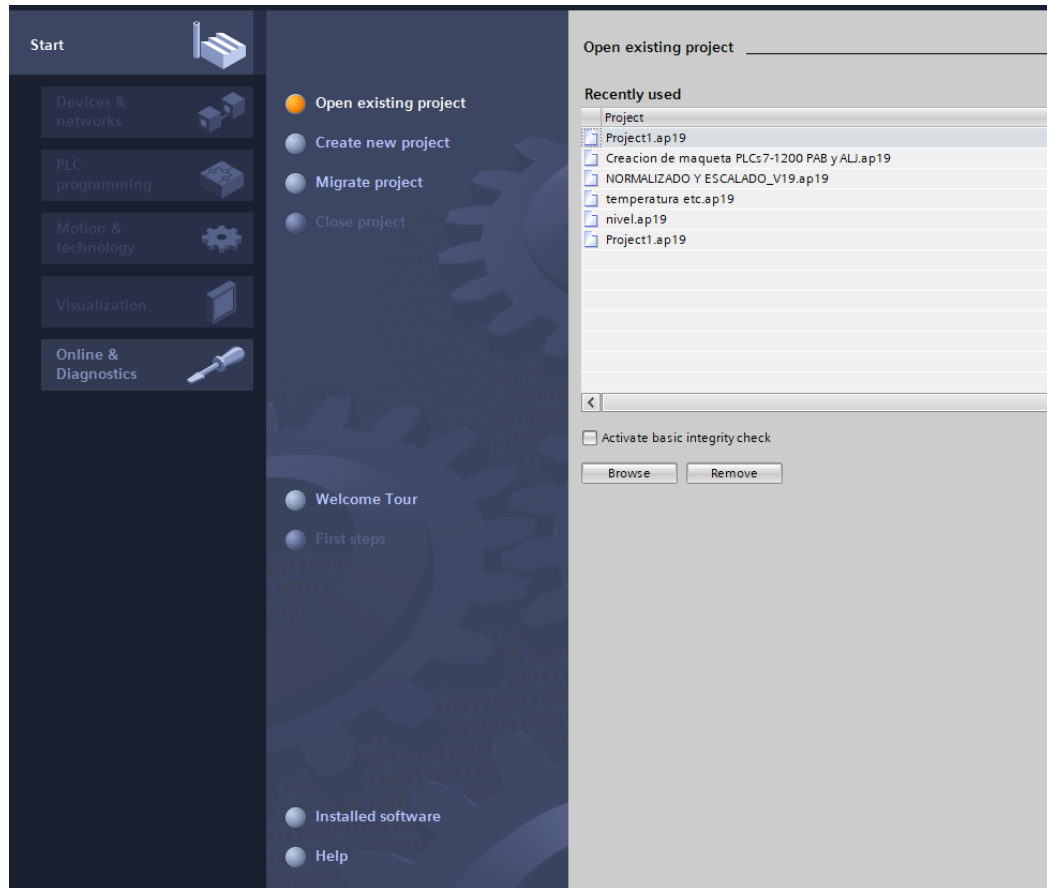 Start
Devices &
networks
PLC
programming
Motion &
technology
Visualization
Online &
Diagnostics
Open existing project
Create new project
Migrate project
Close project
Welcome Tour
First steps
Installed software
Help
Open existing project
Recently used
Project
Project1.ap19
Creacion de maqueta PLCs7-1200 PAB y ALJ.ap19
NORMALIZADO Y ESCALADO_V19.ap19
temperatura etc.ap19
nivel.ap19
Project1.ap19
Activate basic integrity check
Browse
Remove